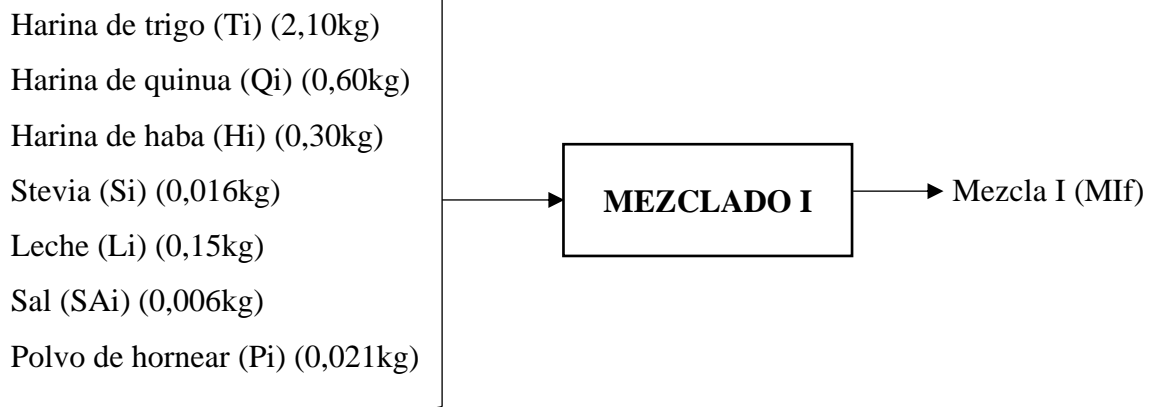 Harina de trigo (Ti) (2,10kg)
Harina de quinua (Qi) (0,60kg)
Harina de haba (Hi) (0,30kg)
Stevia (Si) (0,016kg)
Leche (Li) (0,15kg)
Sal (SAi) (0,006kg)
Polvo de hornear (Pi) (0,021kg)
MEZCLADO I
Mezcla I (MIf)